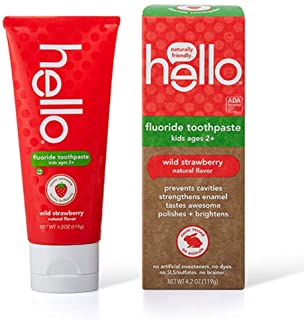 hello
fluoride toothpaste
kids ages 2+
wild strawberry
natural flavor
NET WT 4.2OZ (119g)
naturally
friendly.
hello
ADA
fluoride toothpaste
kids ages 2+
wild strawberry
natural flavor
prevents cavities
strengthens enamel
tastes awesome
polishes + brightens
no artificial sweeteners, no dyes.
no SLS/sulfates. no brainer.
NET WT 4.2 OZ (119g)